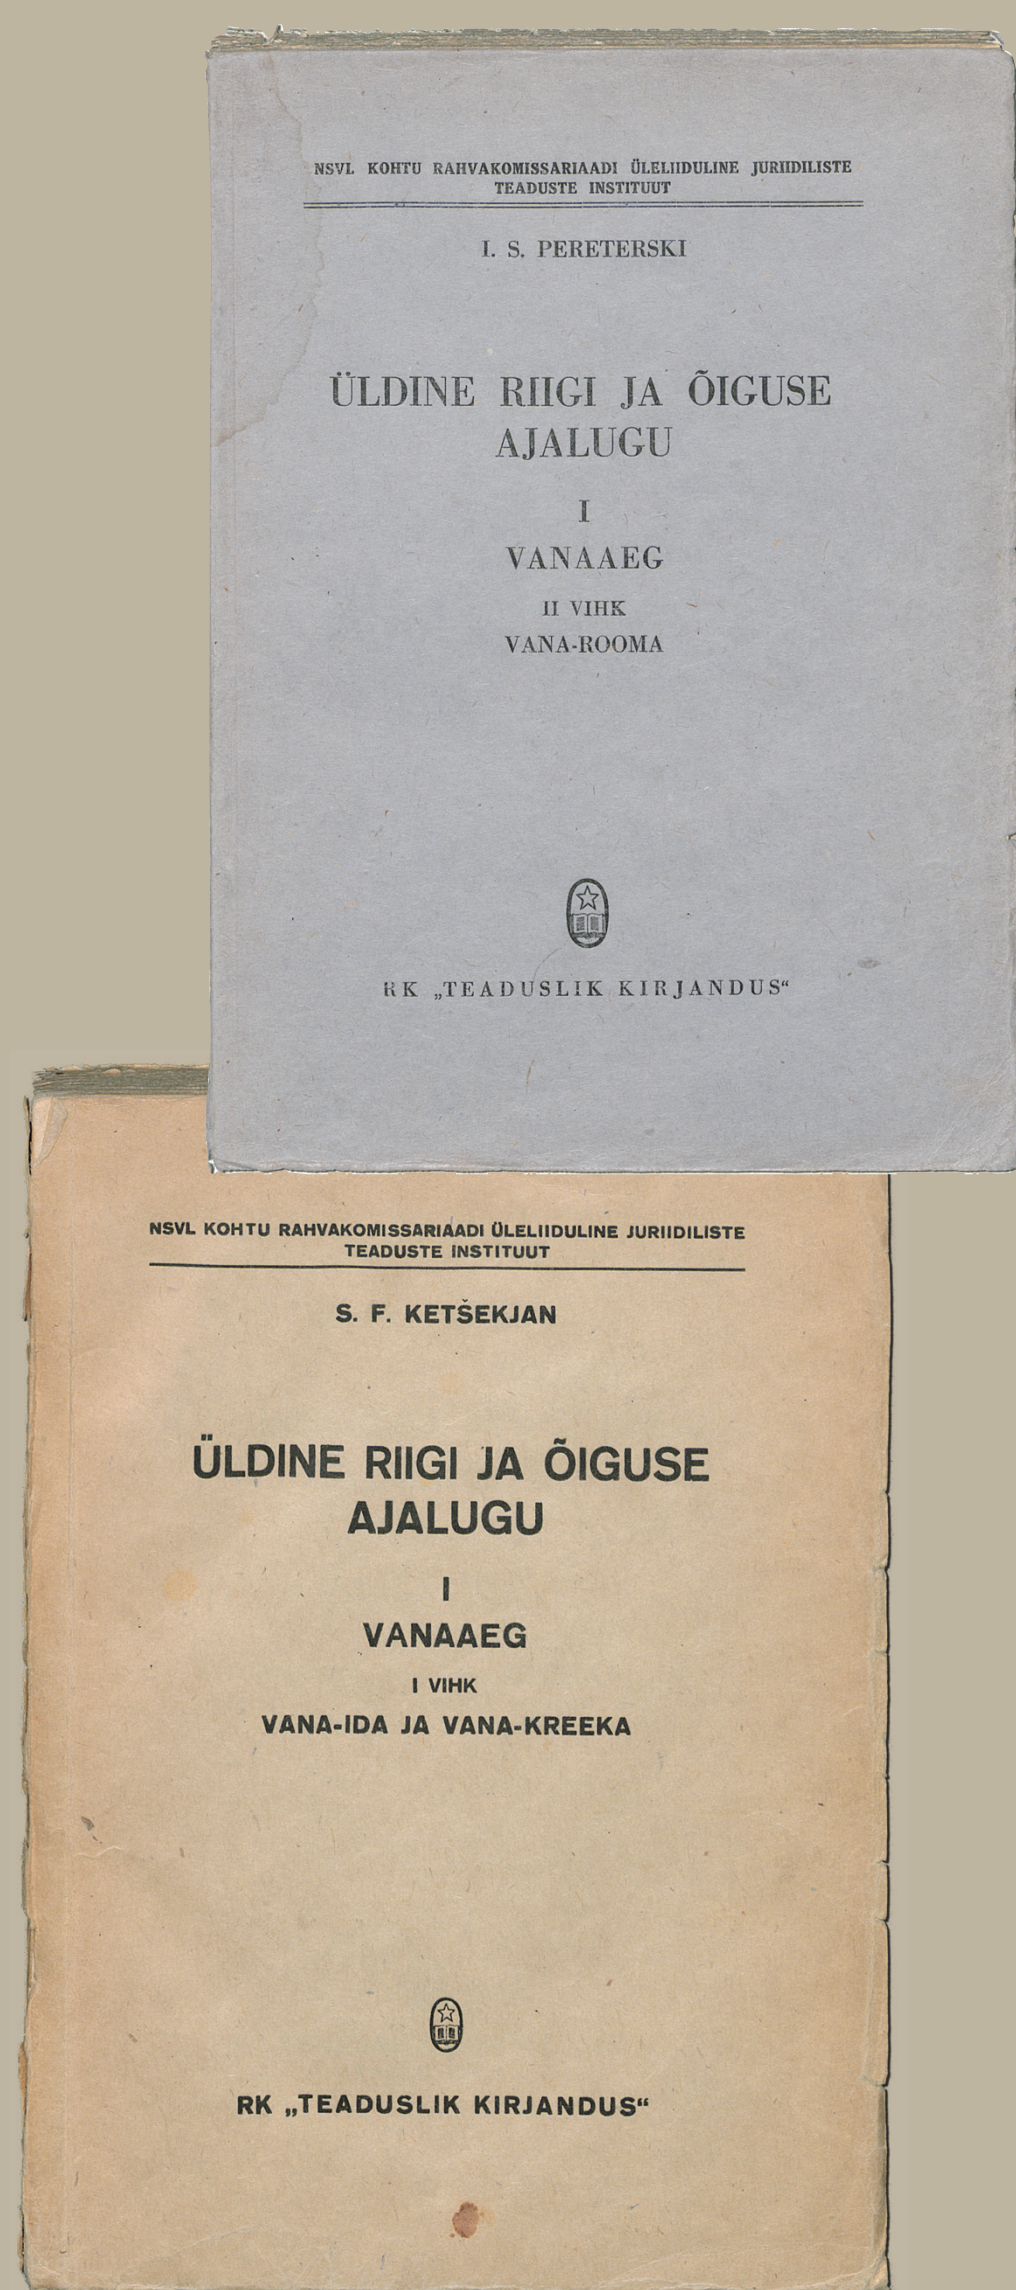 NSVL KOHTU RAHVAKOMISSARIAADI ÜLELIIDULINE JURIIDILISTE
TEADUSTE INSTITUUT
I. S. PERETERSKI
ÜLDINE RIIGI JA ÕIGUSE
AJALUGU
I
VANAAEG
II VIHK
VANA-ROOMA
RK „TEADUSLIK KIRJANDUS“
NSVL KOHTU RAHVAKOMISSARIAADI ÜLELIIDULINE JURIIDILISTE
TEADUSTE INSTITUUT
S. F. KETŠEKJAN
ÜLDINE RIIGI JA ÕIGUSE
AJALUGU
I
VANAAEG
I VIHK
VANA-IDA JA VANA-KREEKA
RK „TEADUSLIK KIRJANDUS“